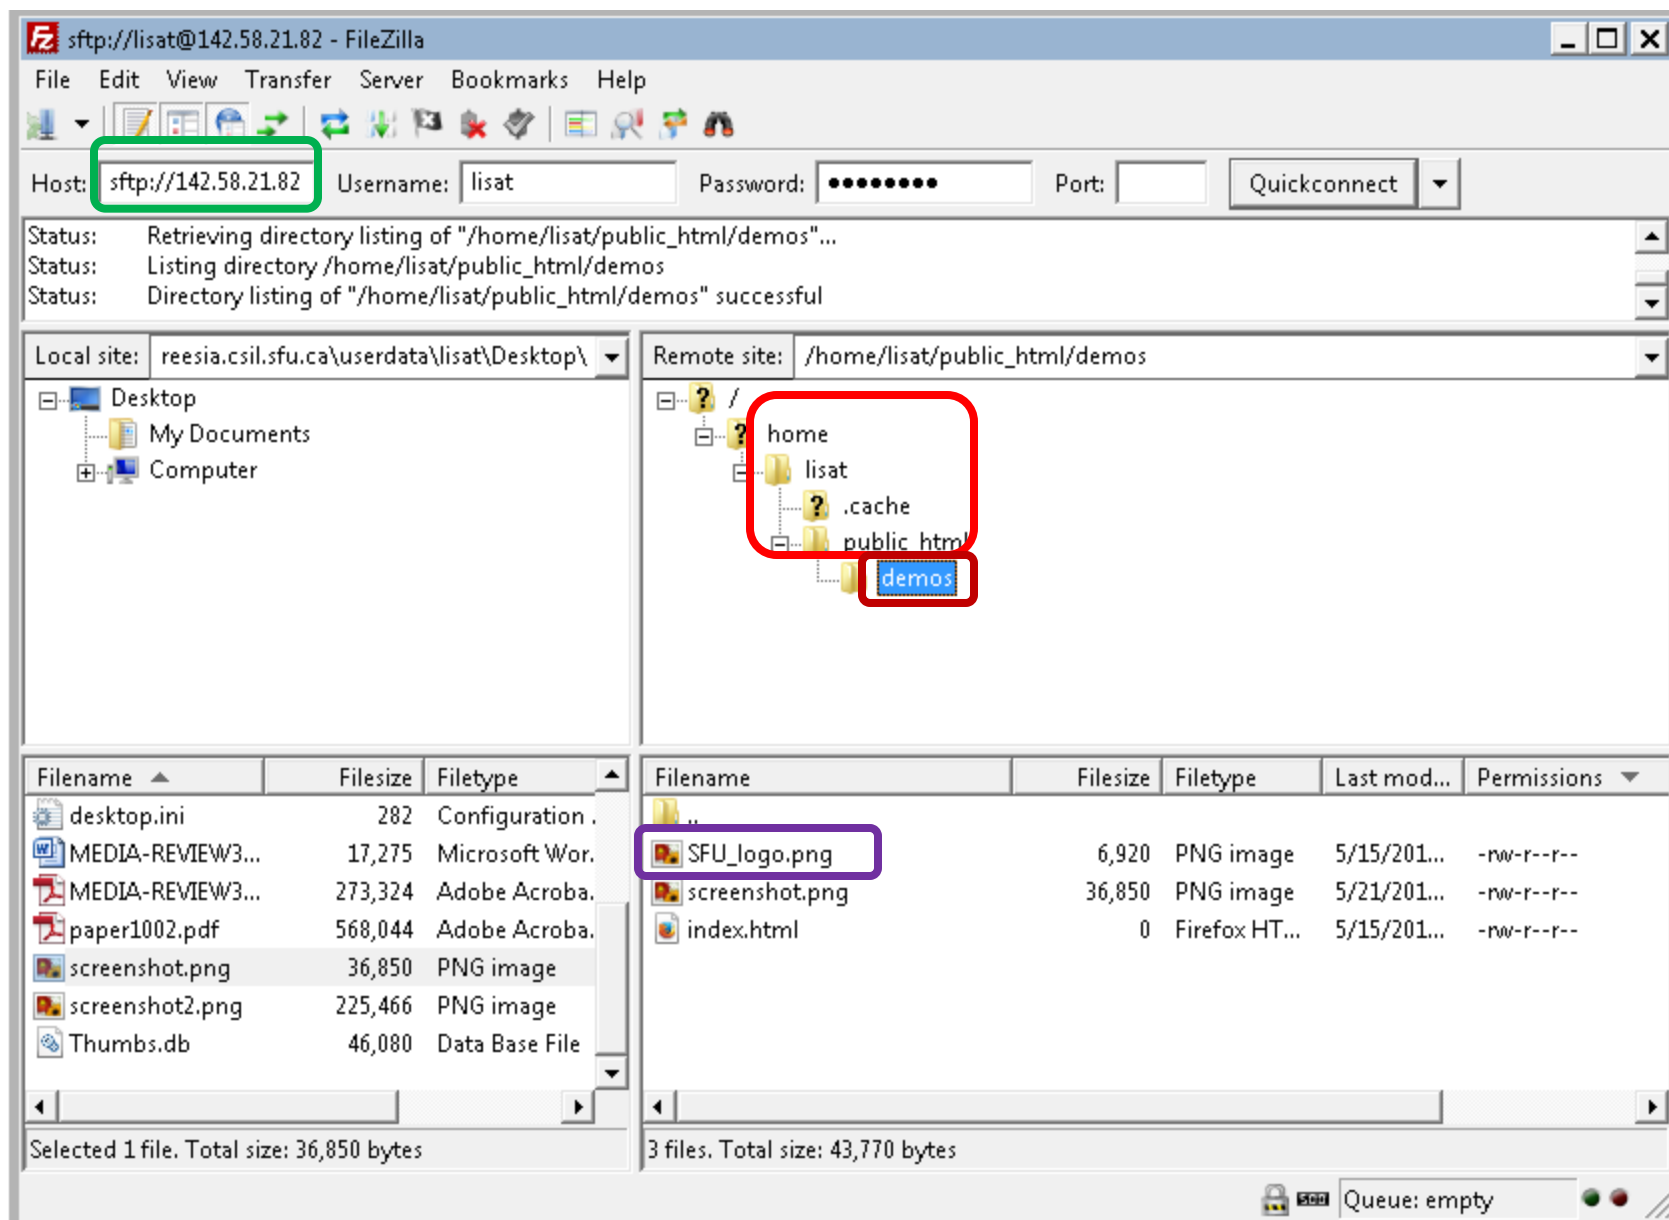 sftp://lisat@142.58.21.82 - FileZilla
File Edit View Transfer Server Bookmarks Help
Host: sftp://142.58.21.82 Username: lisat Password: ●●●●●●●● Port: Quickconnect
Status: Retrieving directory listing of "/home/lisat/public_html/demos"...
Status: Listing directory /home/lisat/public_html/demos
Status: Directory listing of "/home/lisat/public_html/demos" successful
Local site: reesia.csil.sfu.ca\userdata\lisat\Desktop\
Desktop
My Documents
Computer
Remote site: /home/lisat/public_html/demos
/
home
lisat
.cache
public_html
demos
Filename Filesize Filetype
desktop.ini 282 Configuration .
MEDIA-REVIEW3... 17,275 Microsoft Wor.
MEDIA-REVIEW3... 273,324 Adobe Acroba.
paper1002.pdf 568,044 Adobe Acroba.
screenshot.png 36,850 PNG image
screenshot2.png 225,466 PNG image
Thumbs.db 46,080 Data Base File
Selected 1 file. Total size: 36,850 bytes
Filename Filesize Filetype Last mod... Permissions
..
SFU_logo.png 6,920 PNG image 5/15/201... -rw-r--r--
screenshot.png 36,850 PNG image 5/21/201... -rw-r--r--
index.html 0 Firefox HT... 5/15/201... -rw-r--r--
3 files. Total size: 43,770 bytes
Queue: empty